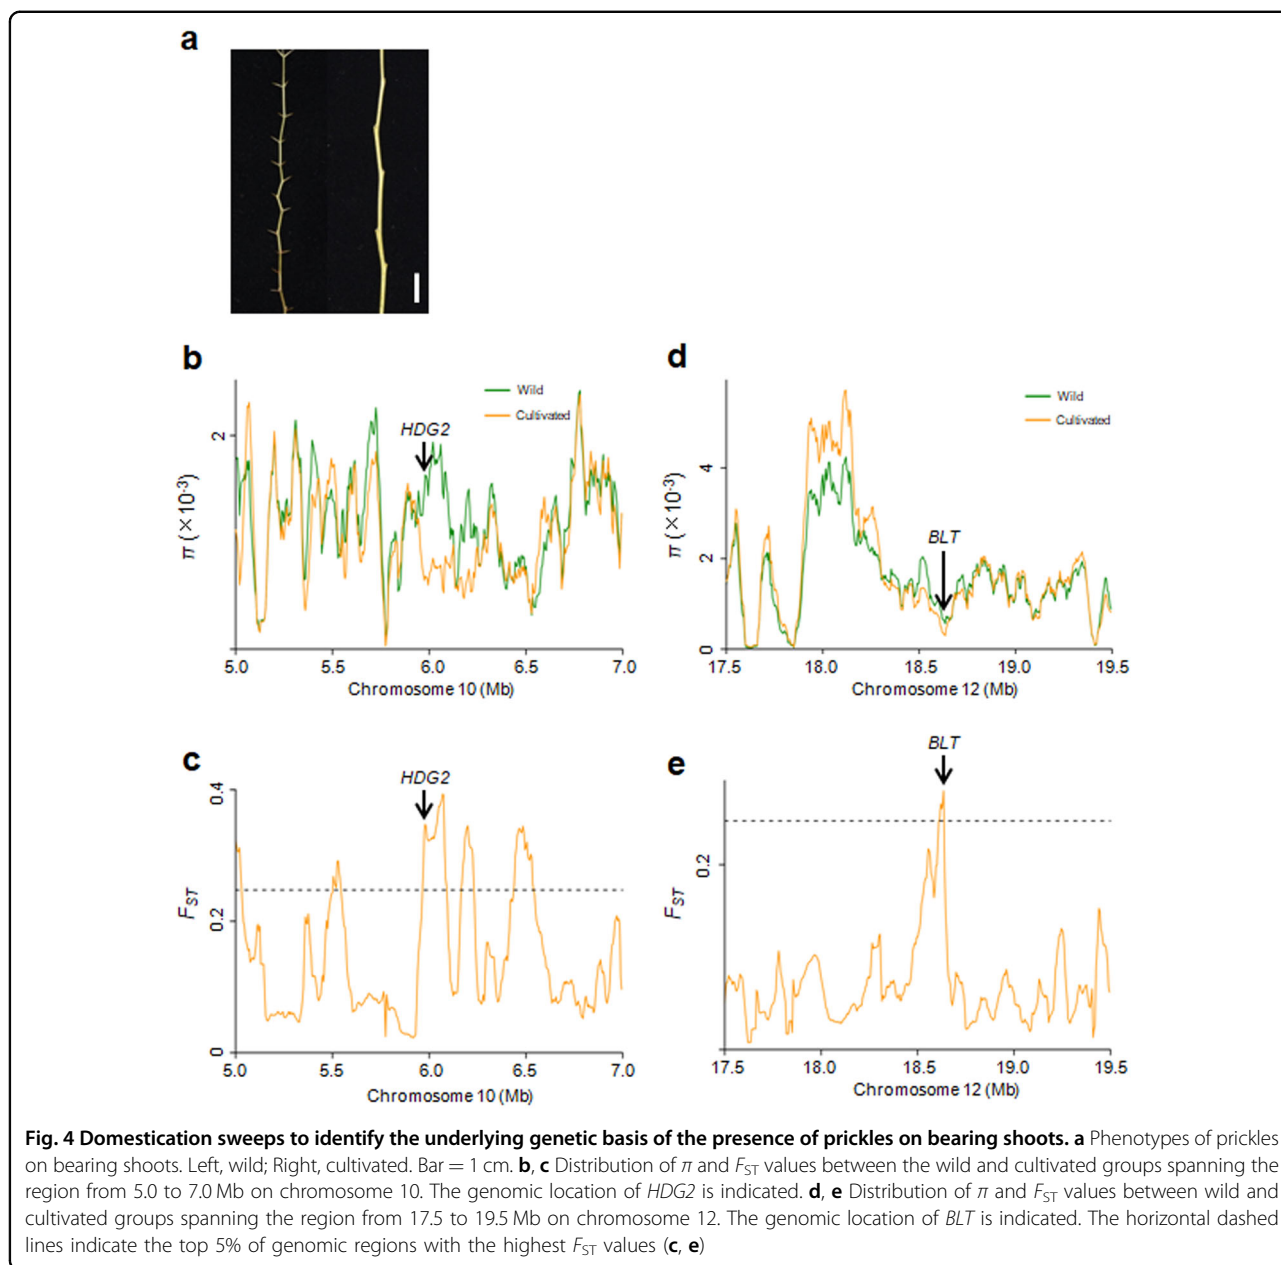 a
b
2
π (×10-3)
HDG2
Wild
Cultivated
5.0 5.5 6.0 6.5 7.0
Chromosome 10 (Mb)
d
4
2
0
π (×10-3)
BLT
Wild
Cultivated
17.5 18.0 18.5 19.0 19.5
Chromosome 12 (Mb)
c
0.4
0.2
0
FST
HDG2
5.0 5.5 6.0 6.5 7.0
Chromosome 10 (Mb)
e
0.2
FST
BLT
17.5 18.0 18.5 19.0 19.5
Chromosome 12 (Mb)
Fig. 4 Domestication sweeps to identify the underlying genetic basis of the presence of prickles on bearing shoots. a Phenotypes of prickles
on bearing shoots. Left, wild; Right, cultivated. Bar = 1 cm. b, c Distribution of π and FST values between the wild and cultivated groups spanning the
region from 5.0 to 7.0 Mb on chromosome 10. The genomic location of HDG2 is indicated. d, e Distribution of π and FST values between wild and
cultivated groups spanning the region from 17.5 to 19.5 Mb on chromosome 12. The genomic location of BLT is indicated. The horizontal dashed
lines indicate the top 5% of genomic regions with the highest FST values (c, e)